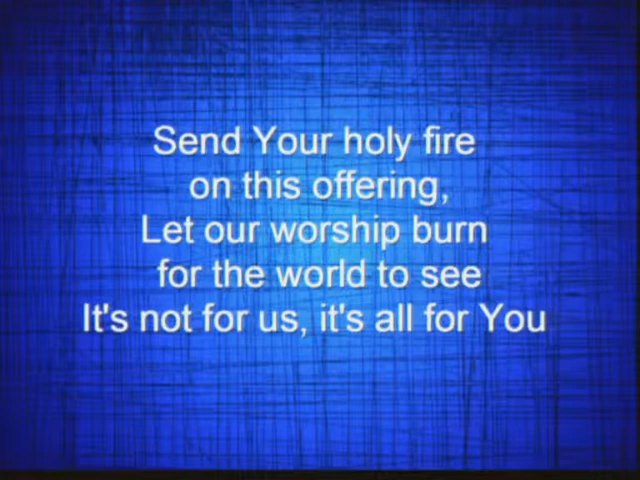 Send Your holy fire
on this offering,
Let our worship burn
for the world to see
It's not for us, it's all for You